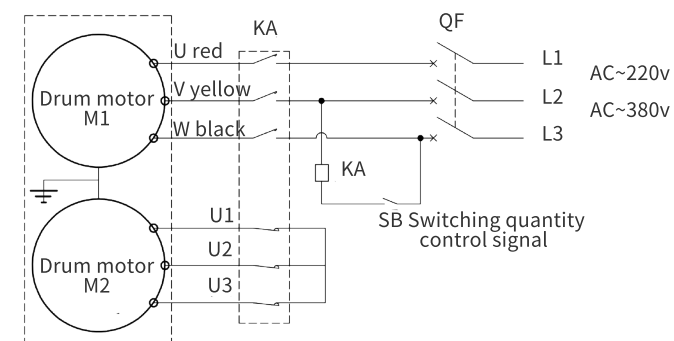 KA
QF
U red
L1
AC~220v
V yellow
L2
Drum motor
M1
AC~380v
W black
L3
KA
U1
SB Switching quantity
control signal
U2
Drum motor
M2
U3